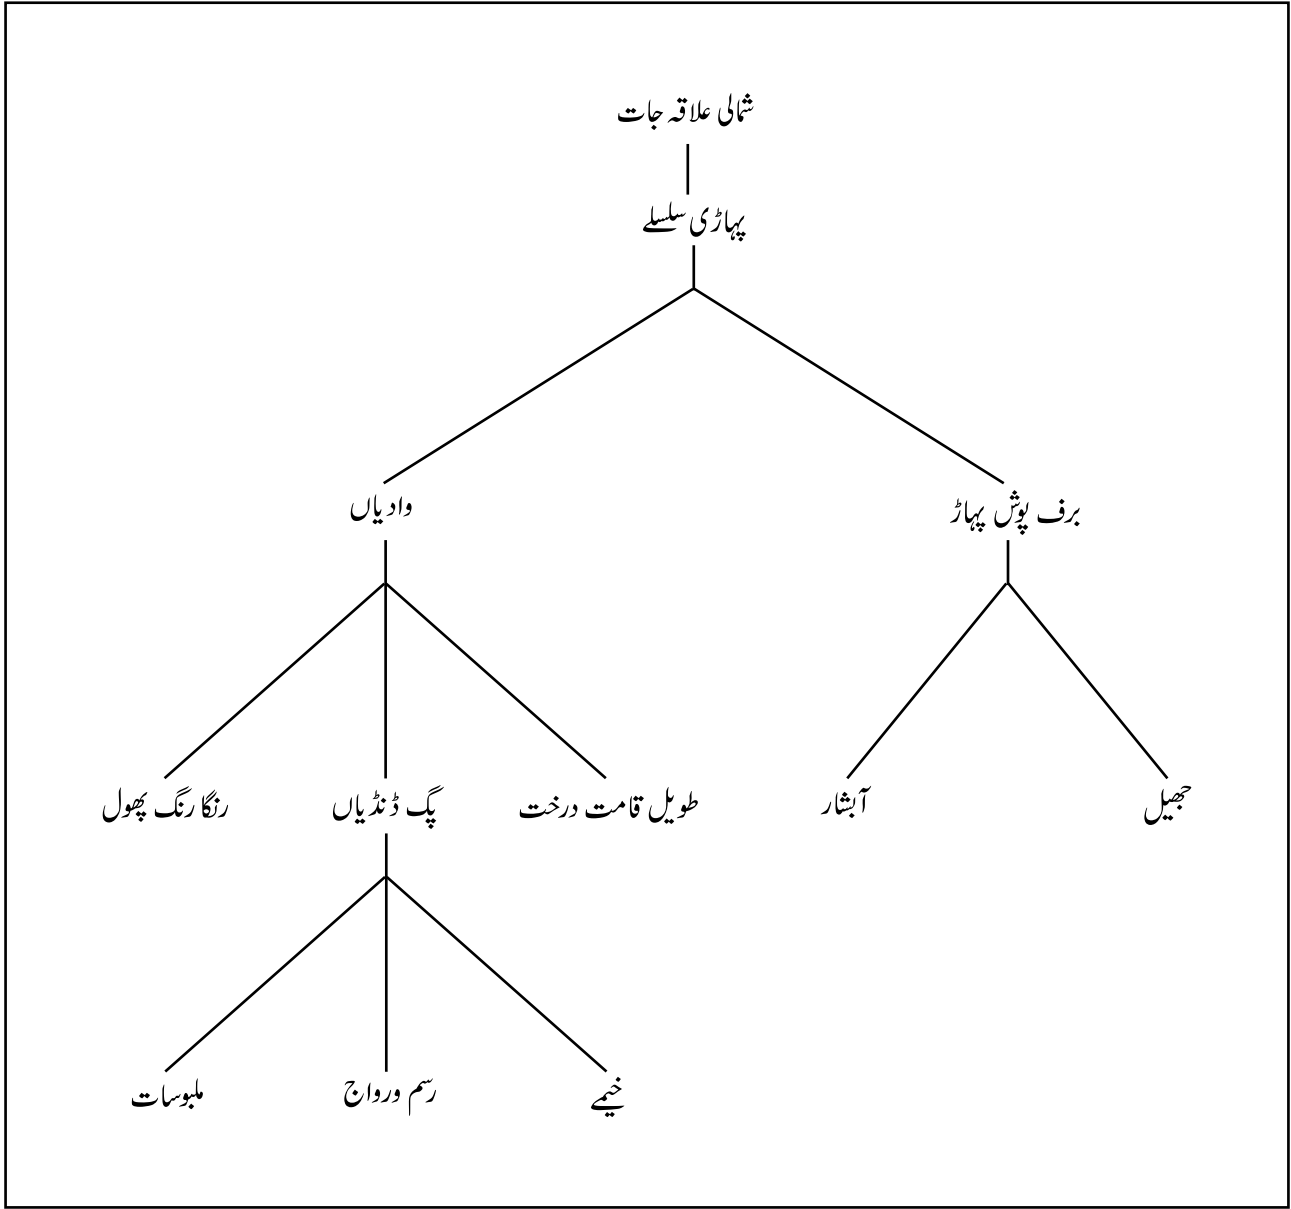 شمالی علاقہ جات
پہاڑی سلسلے
برف پوش پہاڑ
وادیاں
جھیل
آبشار
طویل قامت درخت
پگ ڈنڈیاں
رنگا رنگ پھول
خیمے
رسم ورواج
ملبوسات